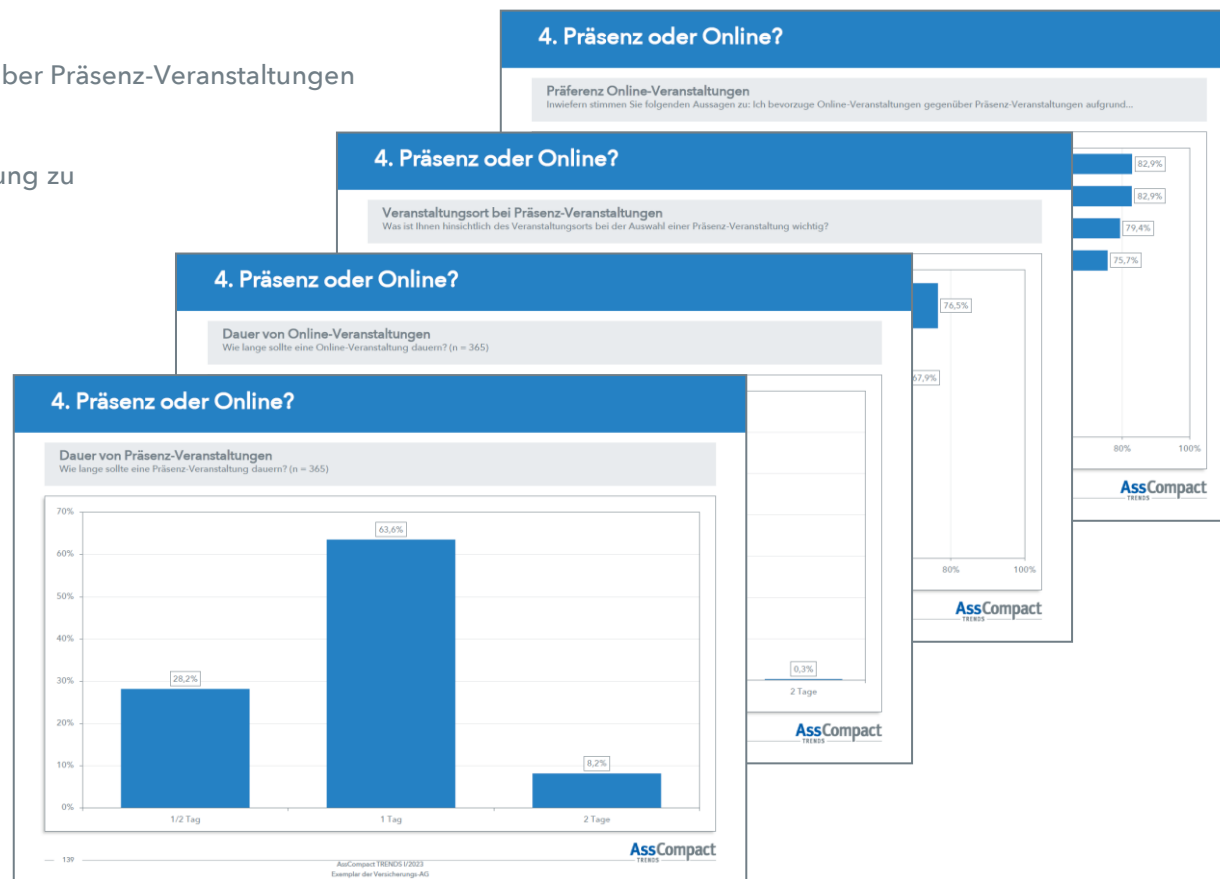 ber Präsenz-Veranstaltungen
ung zu
4. Präsenz oder Online?
Präferenz Online-Veranstaltungen
Inwiefern stimmen Sie folgenden Aussagen zu: Ich bevorzuge Online-Veranstaltungen gegenüber Präsenz-Veranstaltungen aufgrund...
82,9%
82,9%
79,4%
75,7%
80%
100%
AssCompact
TRENDS
4. Präsenz oder Online?
Veranstaltungsort bei Präsenz-Veranstaltungen
Was ist Ihnen hinsichtlich des Veranstaltungsorts bei der Auswahl einer Präsenz-Veranstaltung wichtig?
76,5%
67,9%
80%
100%
AssCompact
TRENDS
4. Präsenz oder Online?
Dauer von Online-Veranstaltungen
Wie lange sollte eine Online-Veranstaltung dauern? (n = 365)
0,3%
2 Tage
AssCompact
TRENDS
4. Präsenz oder Online?
Dauer von Präsenz-Veranstaltungen
Wie lange sollte eine Präsenz-Veranstaltung dauern? (n = 365)
70%
60%
50%
40%
30%
20%
10%
0%
28,2%
63,6%
8,2%
1/2 Tag
1 Tag
2 Tage
139
AssCompact TRENDS I/2023
Exemplar der Versicherungs-AG
AssCompact
TRENDS